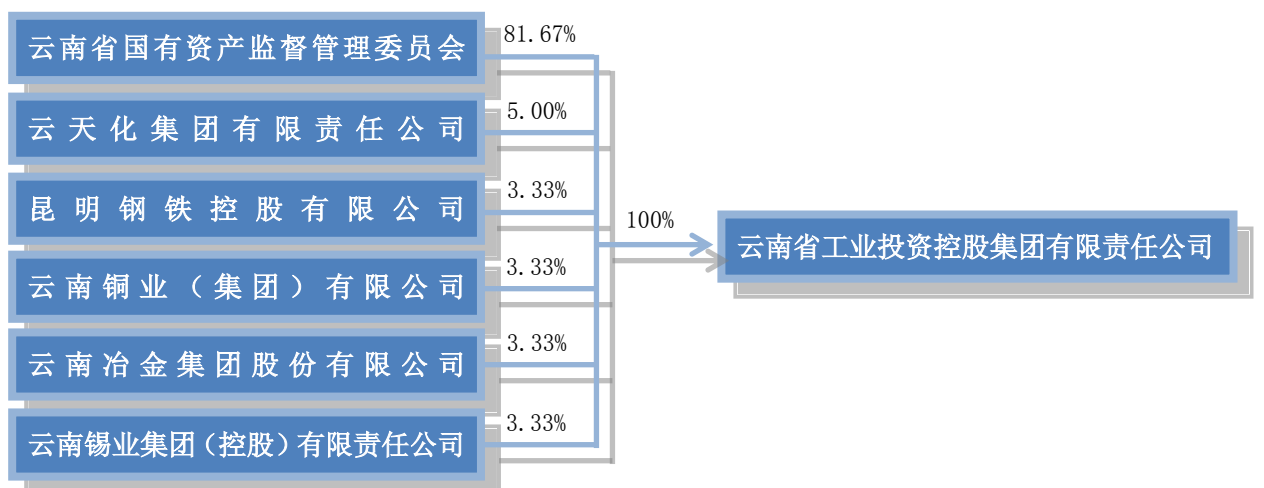 云南省国有资产监督管理委员会
81.67%
云天化集团有限责任公司
5.00%
昆明钢铁控股有限公司
3.33%
云南铜业（集团）有限公司
3.33%
云南冶金集团股份有限公司
3.33%
云南锡业集团（控股）有限责任公司
3.33%
100%
云南省工业投资控股集团有限责任公司